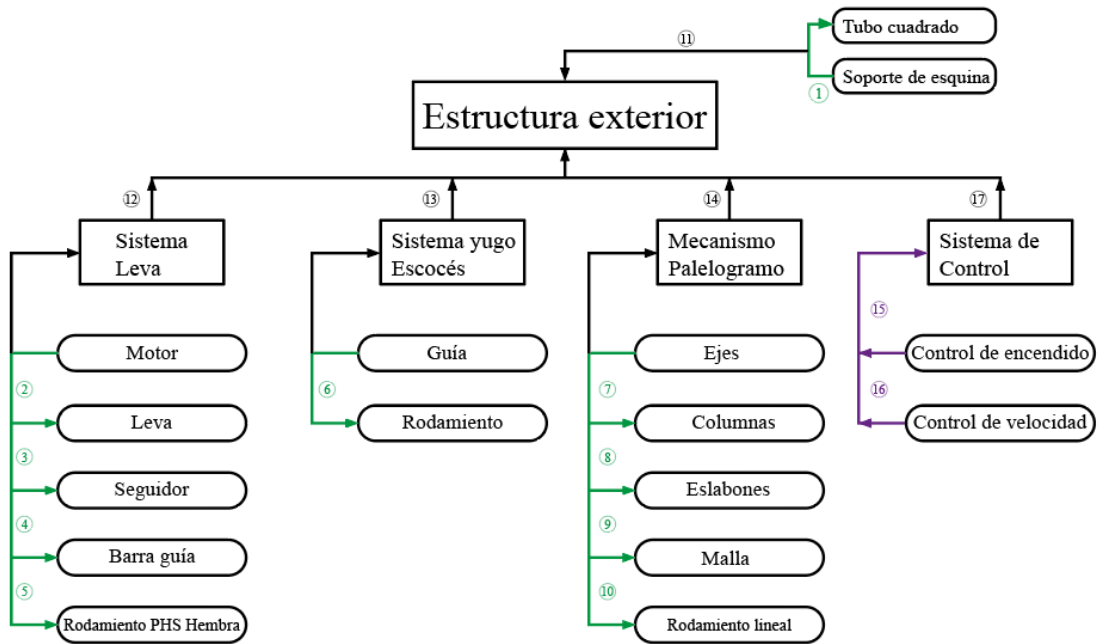 ⑪
Tubo cuadrado
Soporte de esquina
①
Estructura exterior
⑫
⑬
⑭
⑰
Sistema
Leva
Sistema yugo
Escocés
Mecanismo
Palelogramo
Sistema de
Control
⑮
Motor
Guía
Ejes
Control de encendido
②
⑥
⑦
⑯
Leva
Rodamiento
Columnas
Control de velocidad
③
⑧
Seguidor
Eslabones
④
⑨
Barra guía
Malla
⑤
⑩
Rodamiento PHS Hembra
Rodamiento lineal